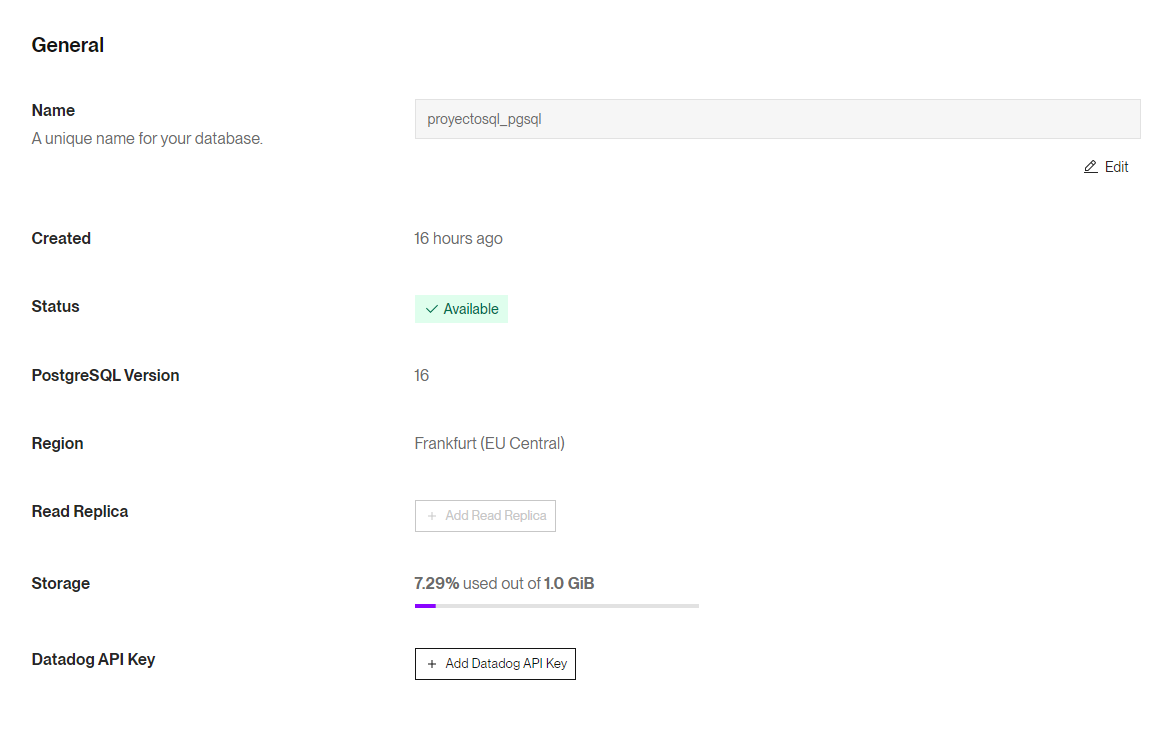 General
Name
A unique name for your database.
proyectosql_pgsql
Edit
Created
16 hours ago
Status
Available
PostgreSQL Version
16
Region
Frankfurt (EU Central)
Read Replica
+ Add Read Replica
Storage
7.29% used out of 1.0 GiB
Datadog API Key
+ Add Datadog API Key